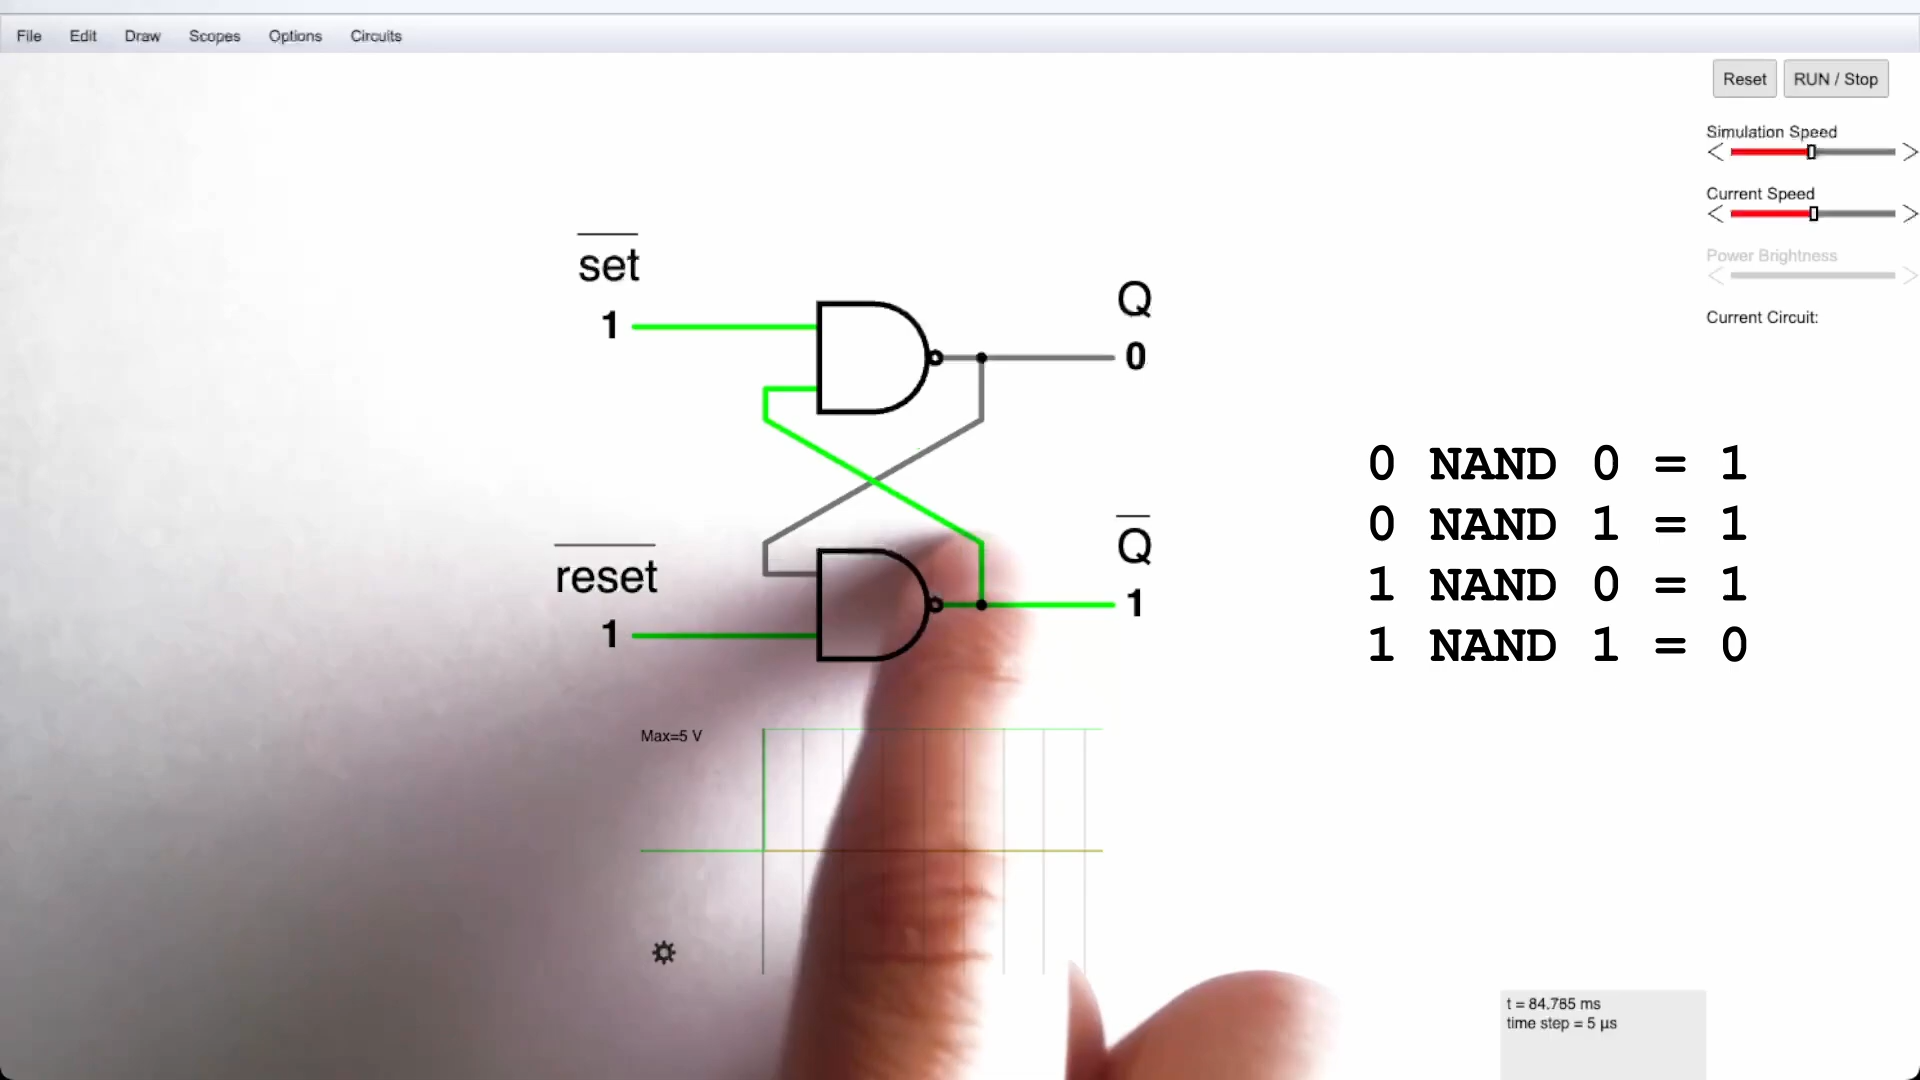 File Edit Draw Scopes Options Circuits
Reset RUN / Stop
Simulation Speed
Current Speed
Power Brightness
Current Circuit:
set
1
Q
0
reset
1
Q
1
0 NAND 0 = 1
0 NAND 1 = 1
1 NAND 0 = 1
1 NAND 1 = 0
Max=5 V
t = 84.785 ms
time step = 5 µs